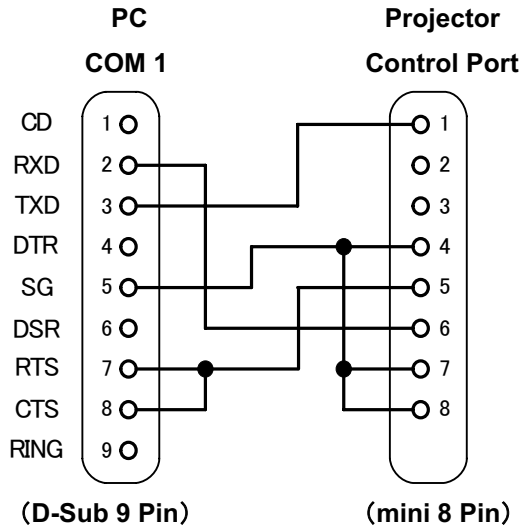 PC Projector
COM 1 Control Port
CD 1 1
RXD 2 2
TXD 3 3
DTR 4 4
SG 5 5
DSR 6 6
RTS 7 7
CTS 8 8
RING 9
(D-Sub 9 Pin) (mini 8 Pin)